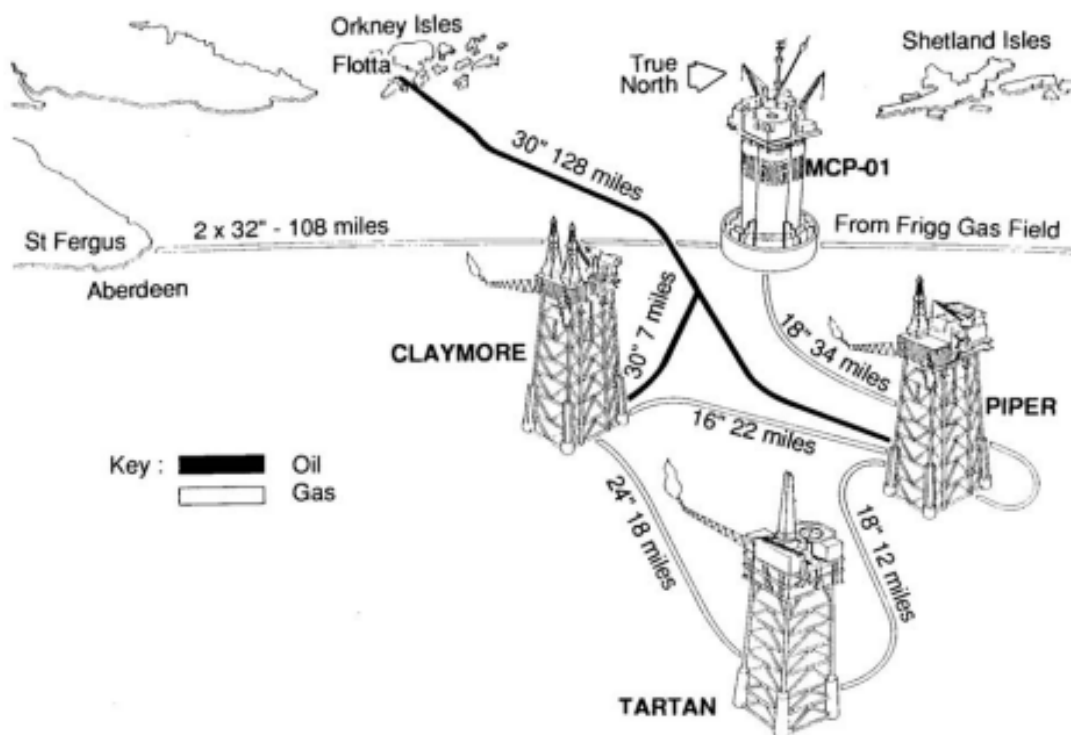 Orkney Isles
Flotta
True
North
Shetland Isles
MCP-01
30" 128 miles
St Fergus
2 x 32" - 108 miles
From Frigg Gas Field
Aberdeen
CLAYMORE
30" 7 miles
18" 34 miles
PIPER
16" 22 miles
Key :
Oil
Gas
24" 18 miles
18" 12 miles
TARTAN